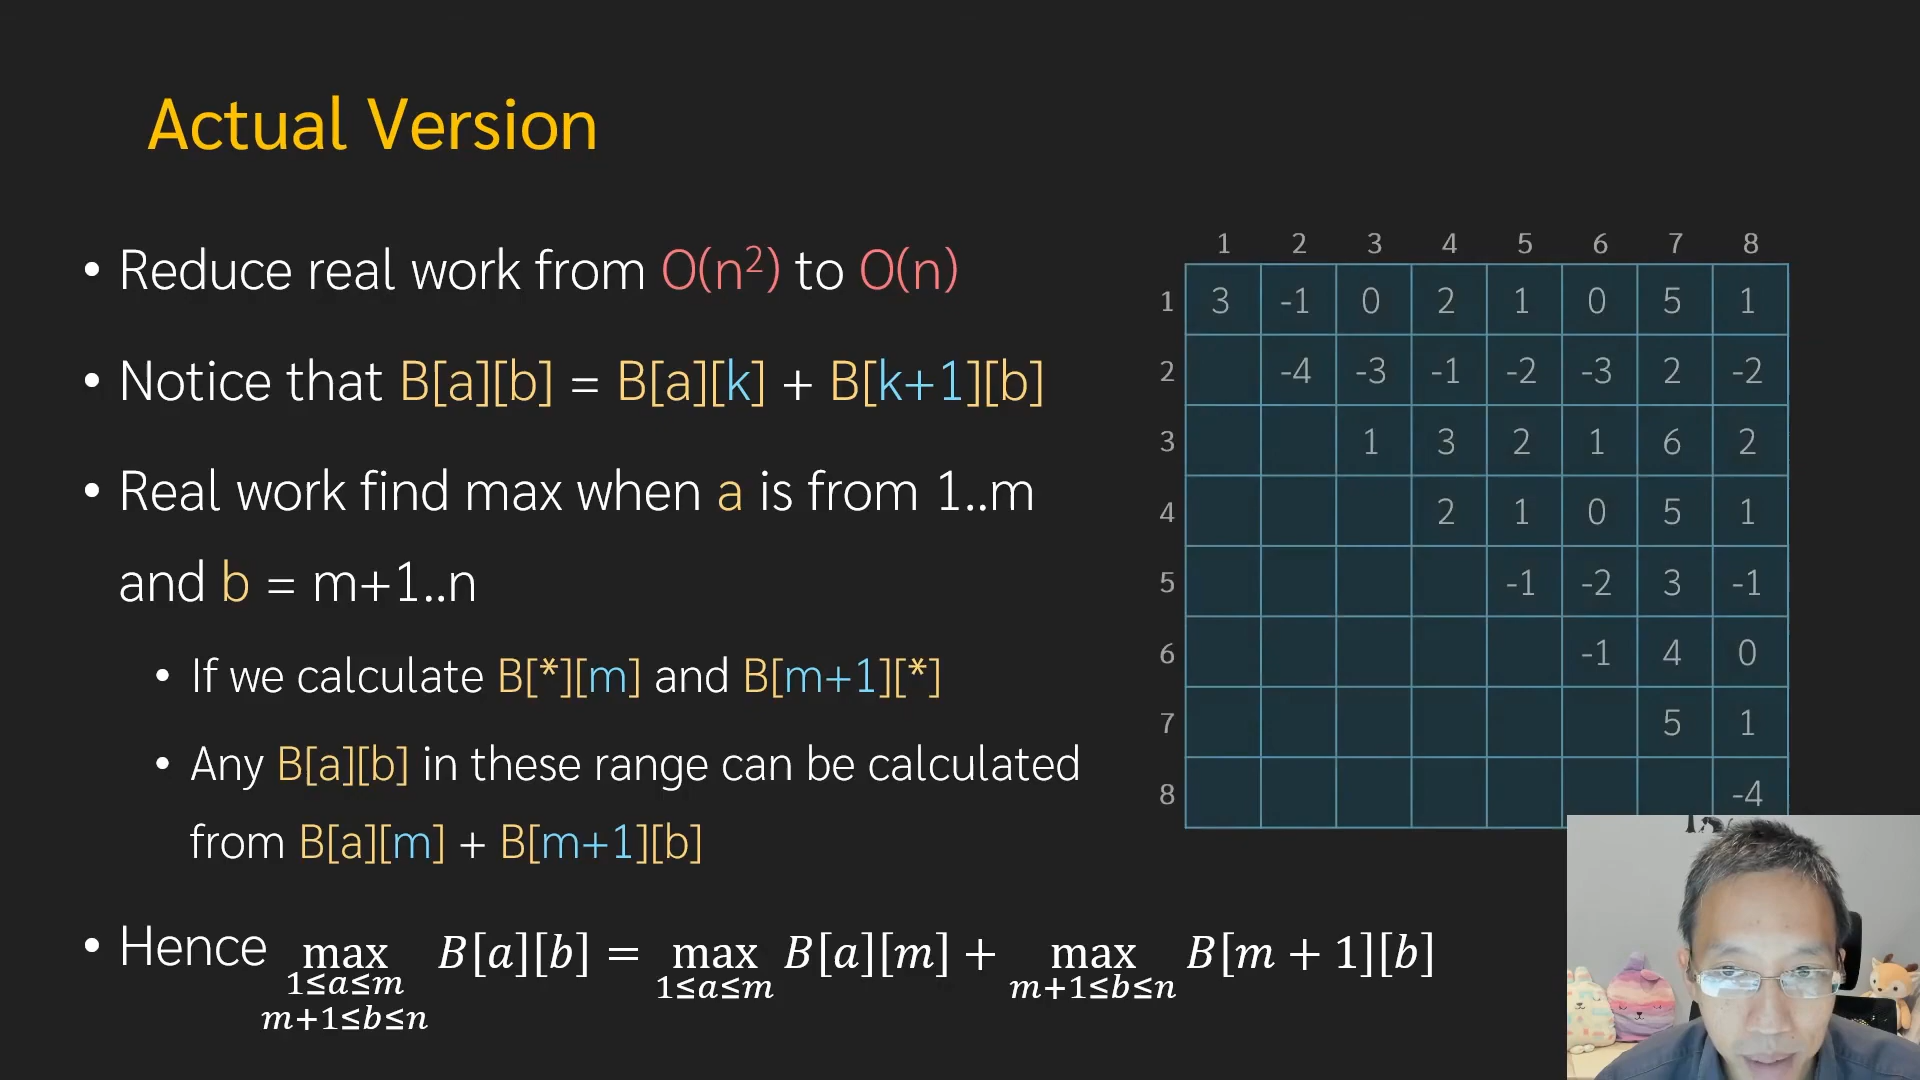 Actual Version
• Reduce real work from O(n²) to O(n)
• Notice that B[a][b] = B[a][k] + B[k+1][b]
• Real work find max when a is from 1..m
and b = m+1..n
• If we calculate B[*][m] and B[m+1][*]
• Any B[a][b] in these range can be calculated
from B[a][m] + B[m+1][b]
• Hence max B[a][b] = max B[a][m] + max B[m + 1][b]
1≤a≤m 1≤a≤m m+1≤b≤n
m+1≤b≤n
1 2 3 4 5 6 7 8
1 3 -1 0 2 1 0 5 1
2 -4 -3 -1 -2 -3 2 -2
3 1 3 2 1 6 2
4 2 1 0 5 1
5 -1 -2 3 -1
6 -1 4 0
7 5 1
8 -4